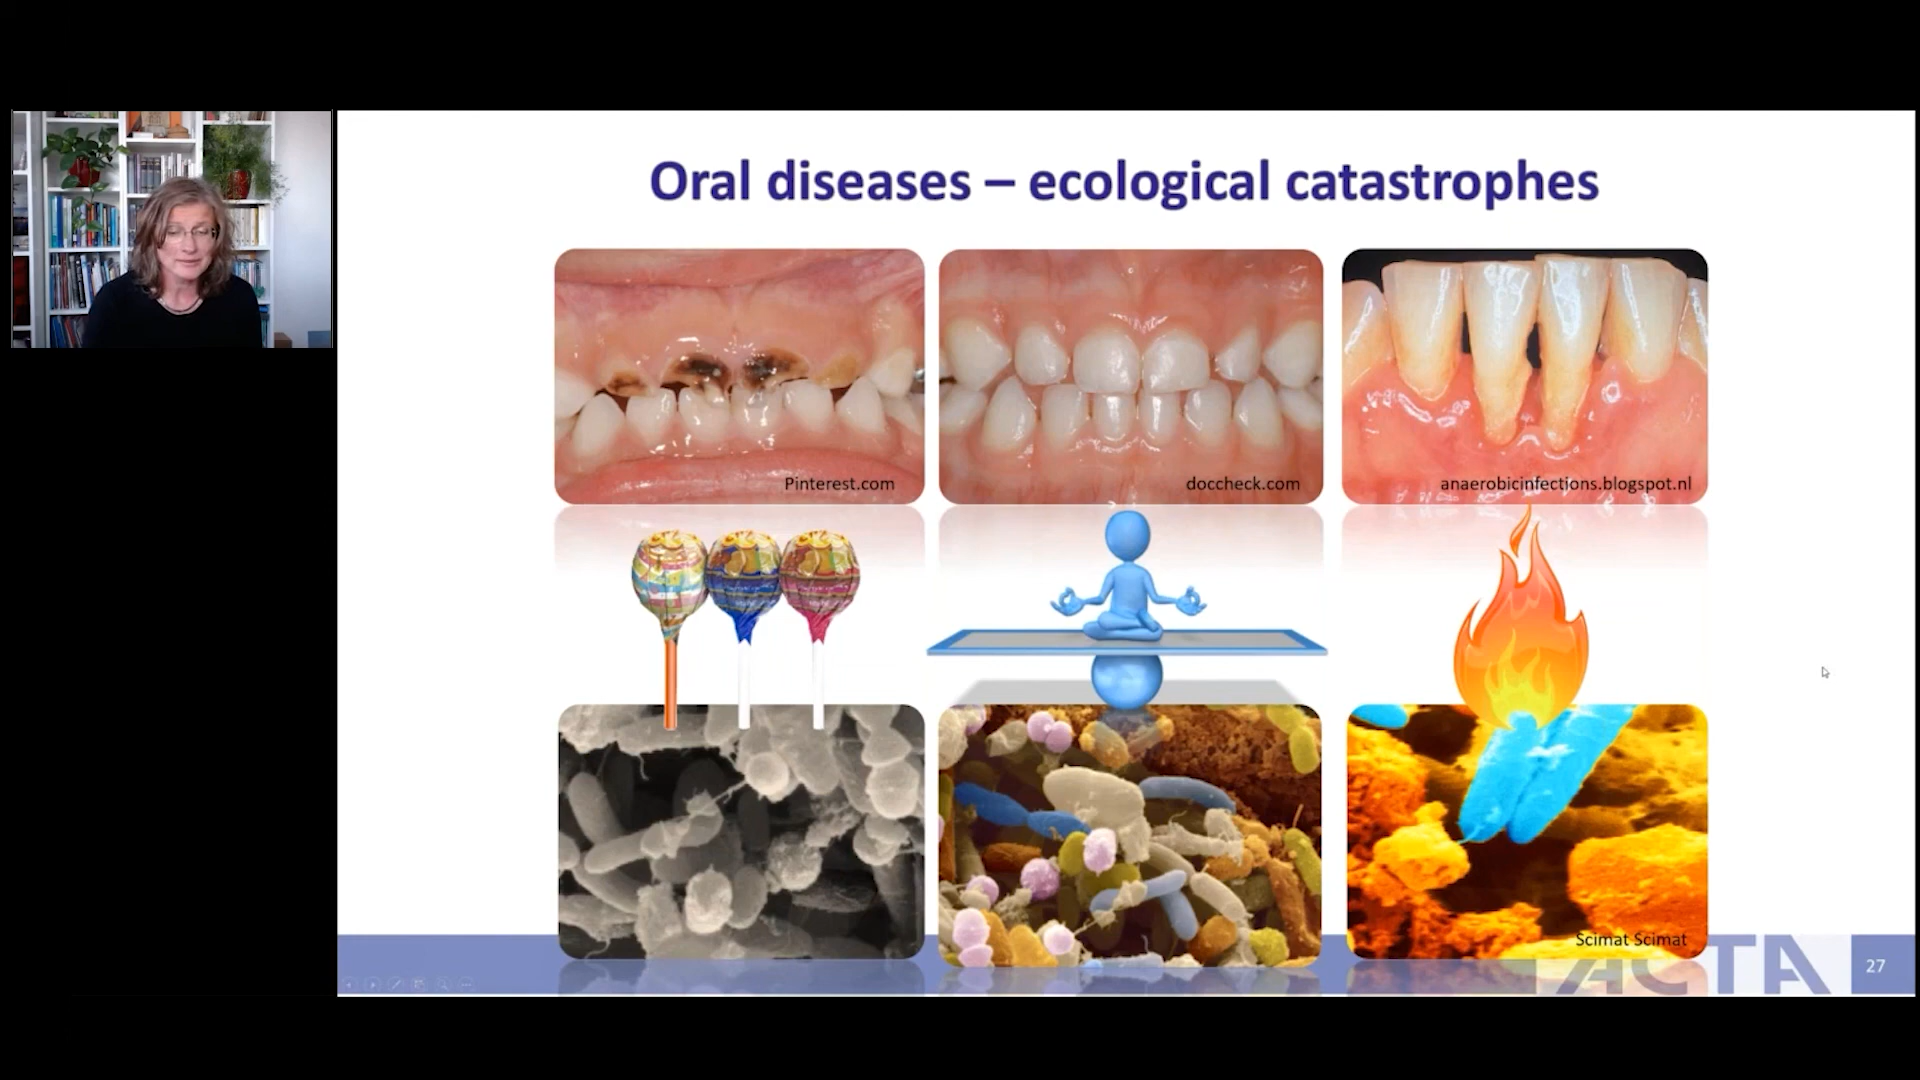 Oral diseases – ecological catastrophes
Pinterest.com
doccheck.com
anaerobicinfections.blogspot.nl
Scimat Scimat
ACTA
27